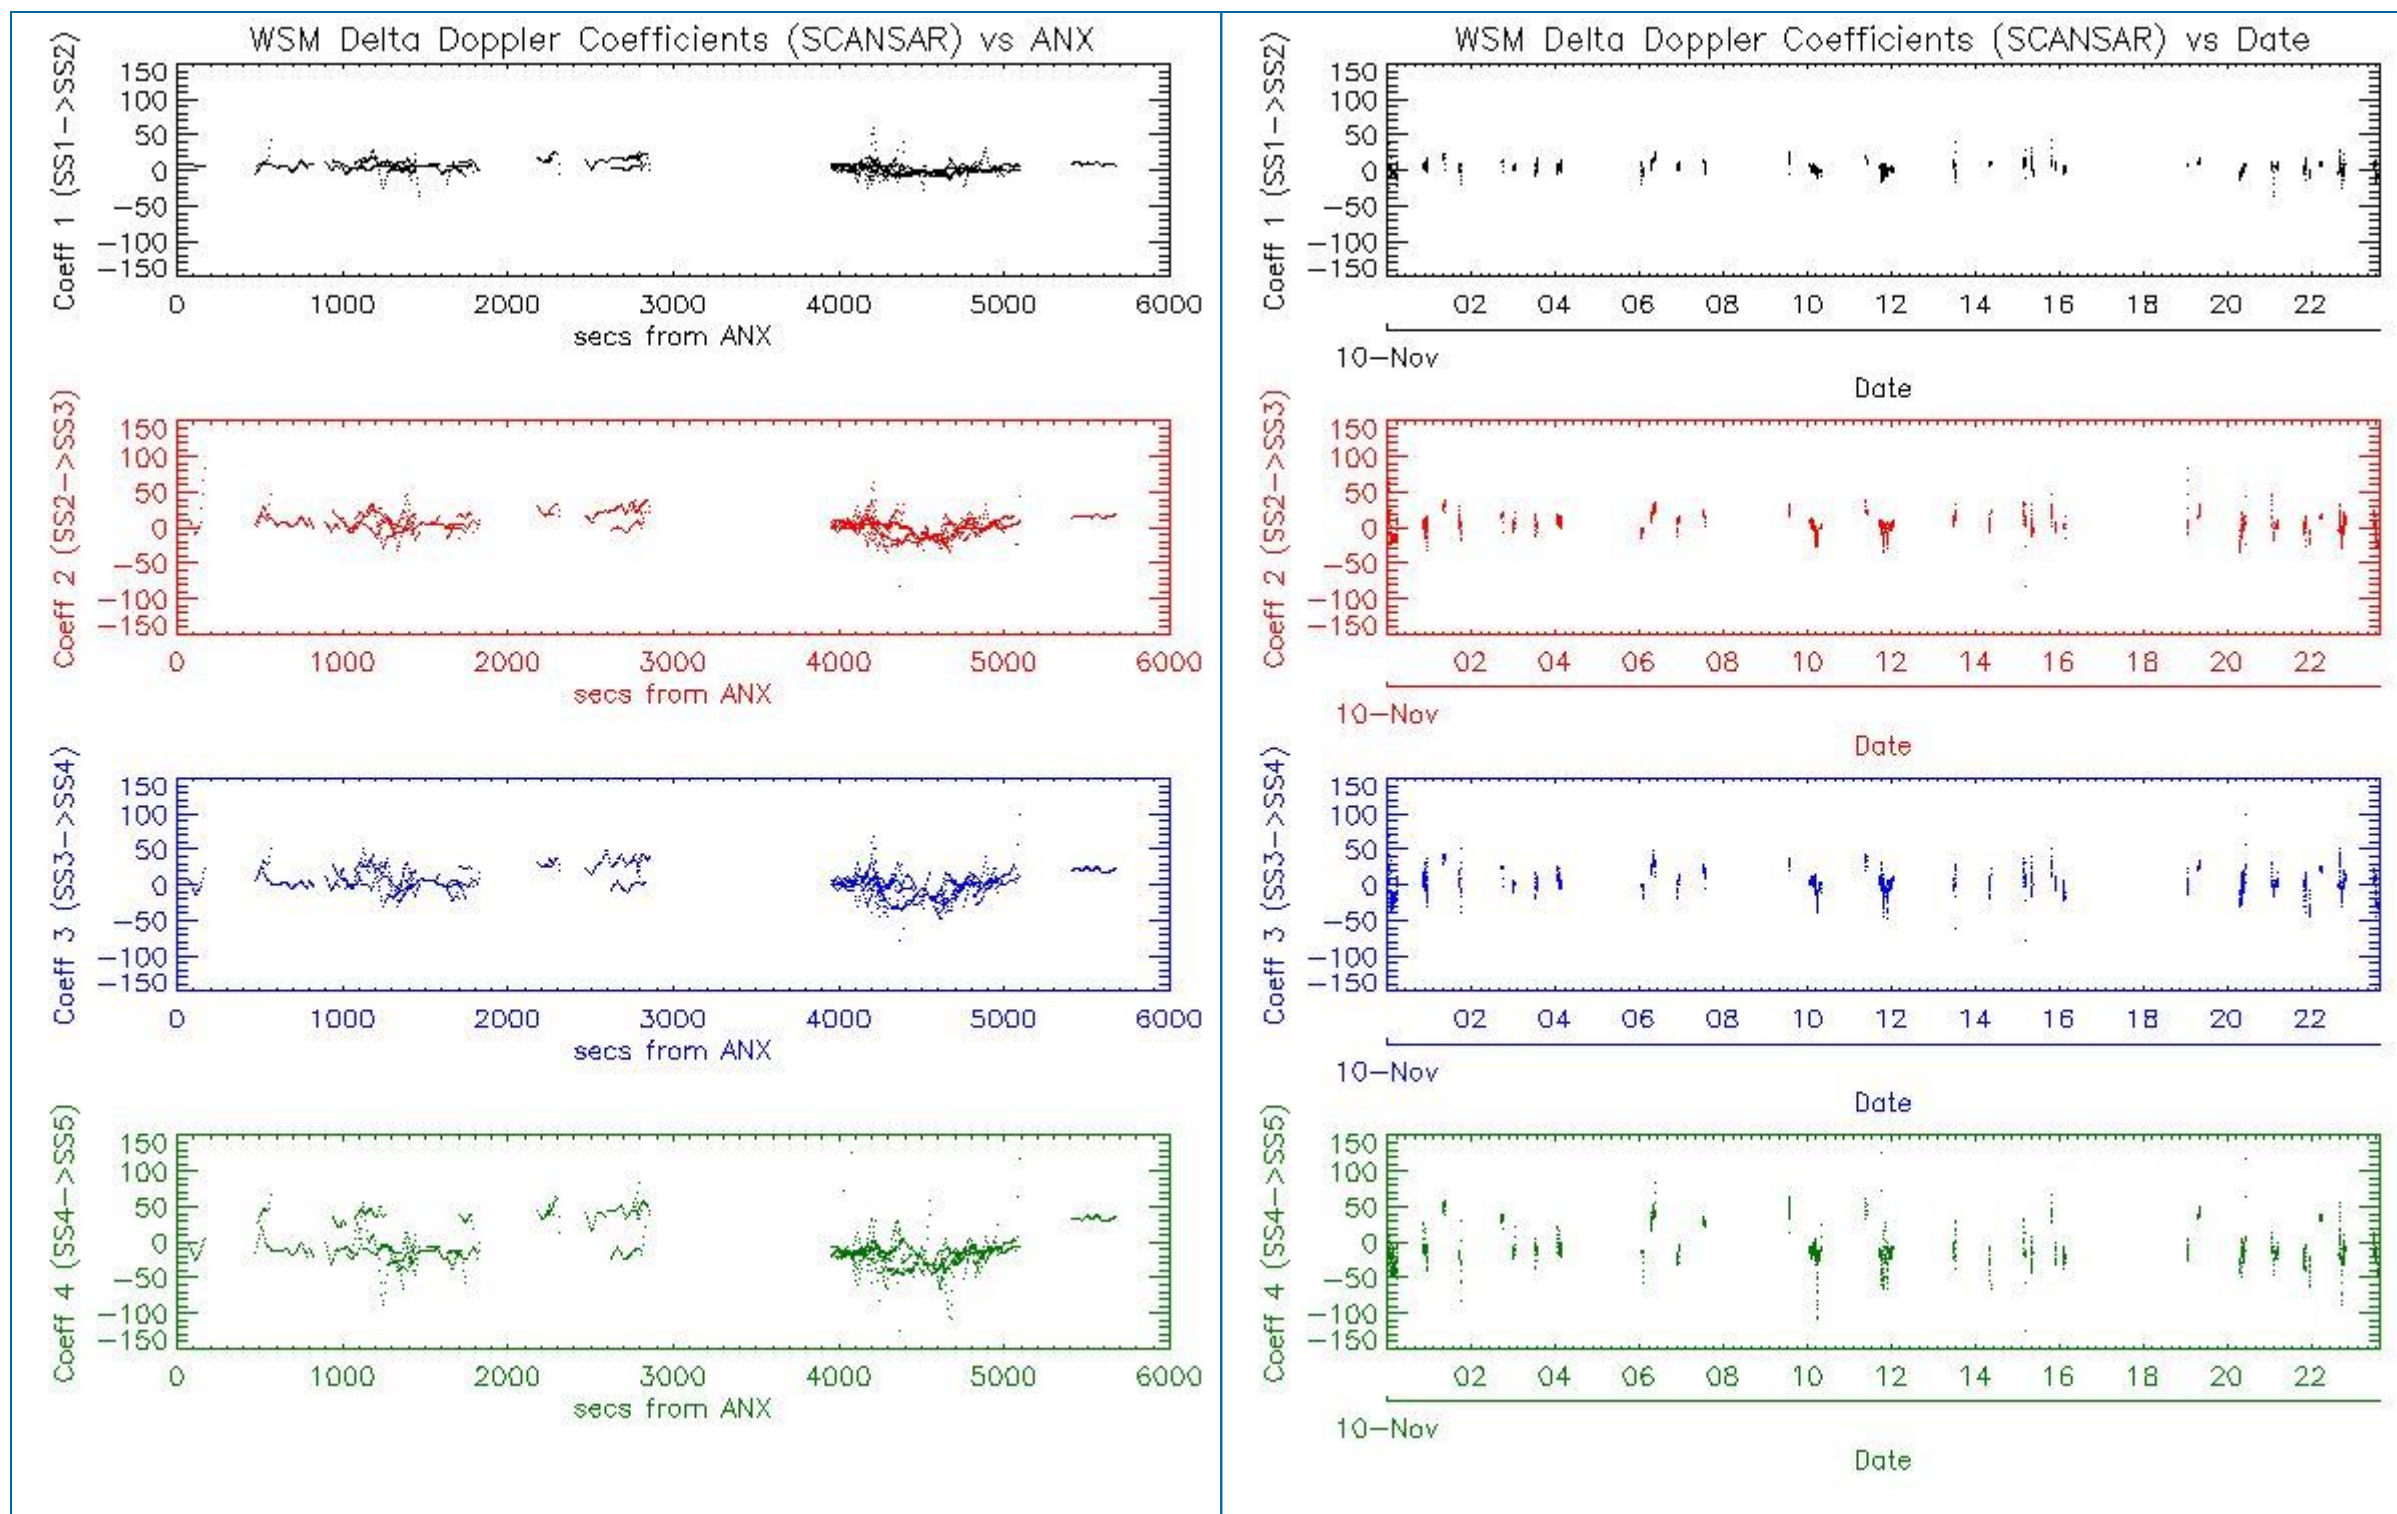 WSM Delta Doppler Coefficients (SCANSAR) vs ANX
Coeff 1 (SS1->SS2)
150
100
50
0
-50
-100
-150
0 1000 2000 3000 4000 5000 6000
secs from ANX
Coeff 2 (SS2->SS3)
150
100
50
0
-50
-100
-150
0 1000 2000 3000 4000 5000 6000
secs from ANX
Coeff 3 (SS3->SS4)
150
100
50
0
-50
-100
-150
0 1000 2000 3000 4000 5000 6000
secs from ANX
Coeff 4 (SS4->SS5)
150
100
50
0
-50
-100
-150
0 1000 2000 3000 4000 5000 6000
secs from ANX
WSM Delta Doppler Coefficients (SCANSAR) vs Date
Coeff 1 (SS1->SS2)
150
100
50
0
-50
-100
-150
02 04 06 08 10 12 14 16 18 20 22
10-Nov
Date
Coeff 2 (SS2->SS3)
150
100
50
0
-50
-100
-150
02 04 06 08 10 12 14 16 18 20 22
10-Nov
Date
Coeff 3 (SS3->SS4)
150
100
50
0
-50
-100
-150
02 04 06 08 10 12 14 16 18 20 22
10-Nov
Date
Coeff 4 (SS4->SS5)
150
100
50
0
-50
-100
-150
02 04 06 08 10 12 14 16 18 20 22
10-Nov
Date